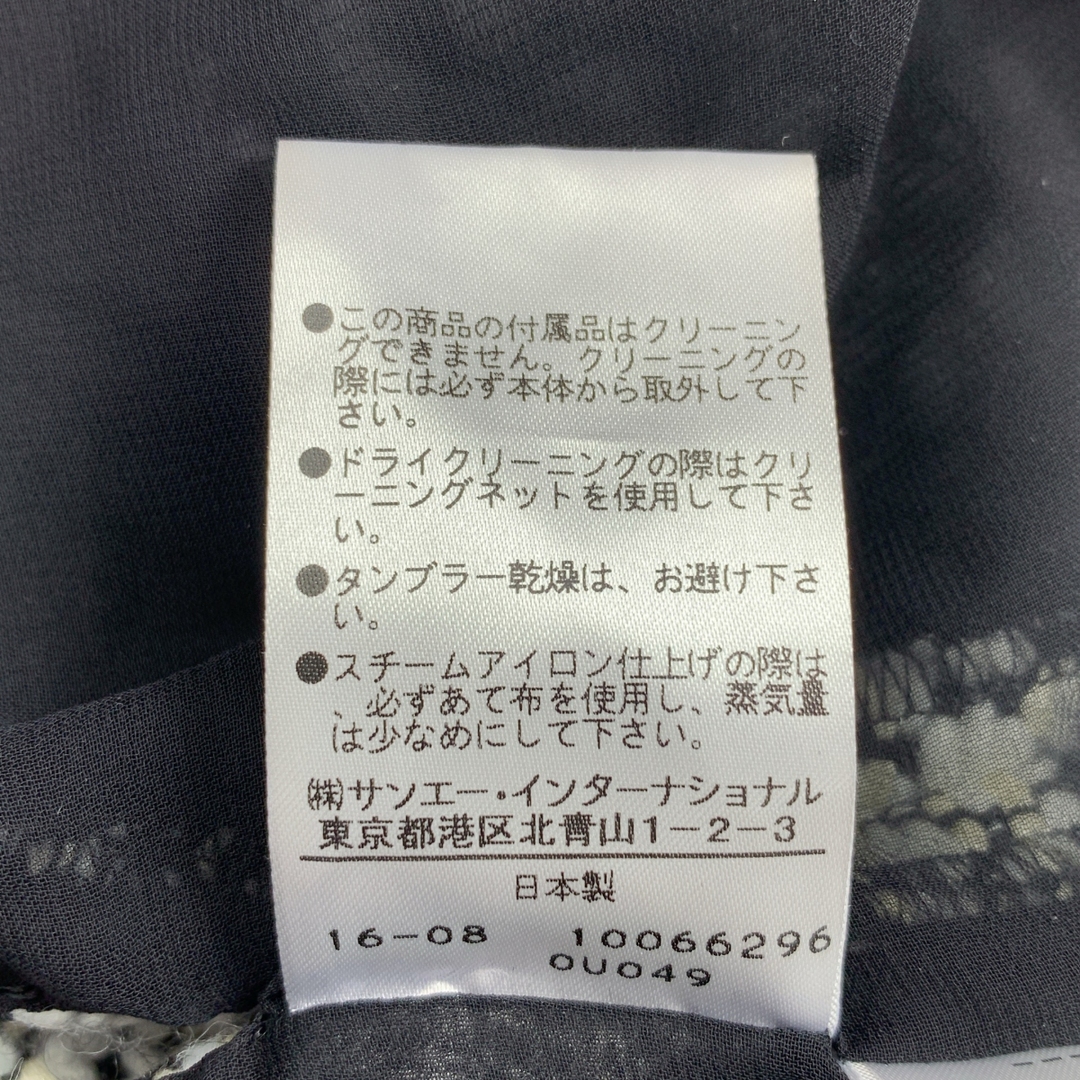 ●この商品の付属品はクリーニン
グできません。クリーニングの
際には必ず本体から取外して下
さい。
●ドライクリーニングの際はクリ
ーニングネットを使用して下さ
い。
●タンブラー乾燥は、お避け下さ
い。
●スチームアイロン仕上げの際は
、必ずあて布を使用し、蒸気量
は少なめにして下さい。
㈱サンエー・インターナショナル
東京都港区北青山1-2-3
日本製
16-08 10066296
0U049